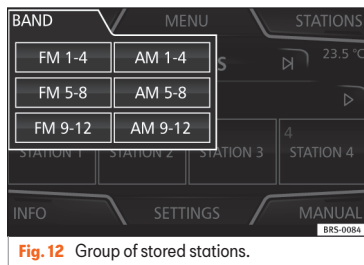 BAND MENU STATIONS
FM 1-4 AM 1-4 S 23.5 °C
FM 5-8 AM 5-8
FM 9-12 AM 9-12
4
STATION 1 STATION 2 STATION 3 STATION 4
INFO SETTINGS MANUAL
BRS-0084
Fig. 12 Group of stored stations.